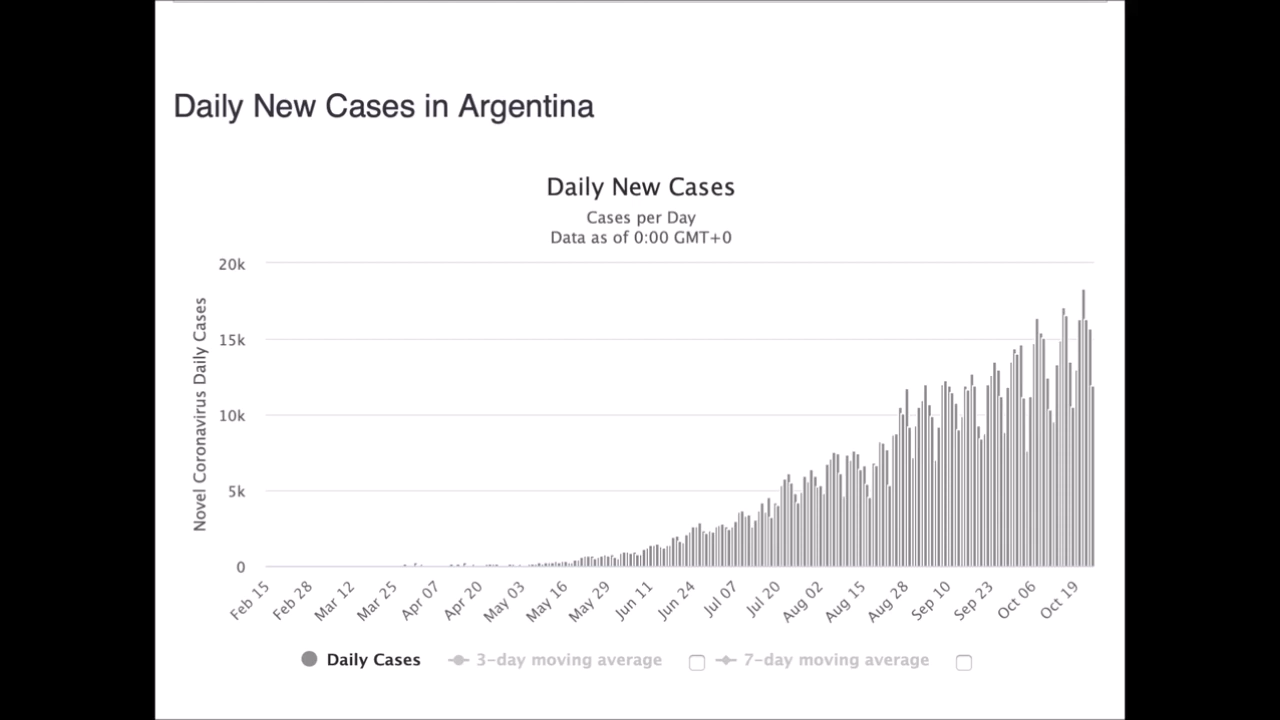 Daily New Cases in Argentina
Daily New Cases
Cases per Day
Data as of 0:00 GMT+0
Novel Coronavirus Daily Cases
20k
15k
10k
5k
0
Feb 15
Feb 28
Mar 12
Mar 25
Apr 07
Apr 20
May 03
May 16
May 29
Jun 11
Jun 24
Jul 07
Jul 20
Aug 02
Aug 15
Aug 28
Sep 10
Sep 23
Oct 06
Oct 19
Daily Cases
3-day moving average
7-day moving average